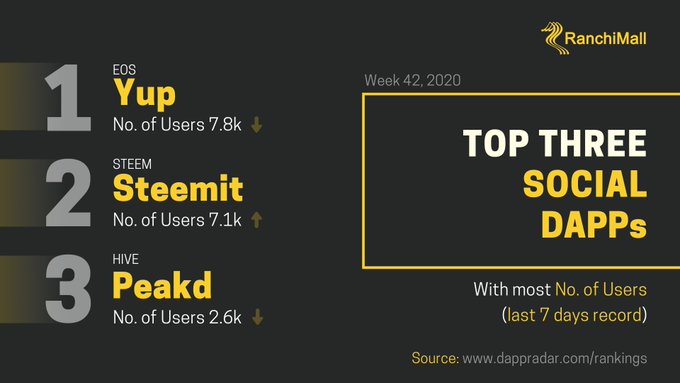 RanchiMall
Week 42, 2020
TOP THREE
SOCIAL
DAPPs
With most No. of Users
(last 7 days record)
1
EOS
Yup
No. of Users 7.8k
2
STEEM
Steemit
No. of Users 7.1k
3
HIVE
Peakd
No. of Users 2.6k
Source: www.dappradar.com/rankings